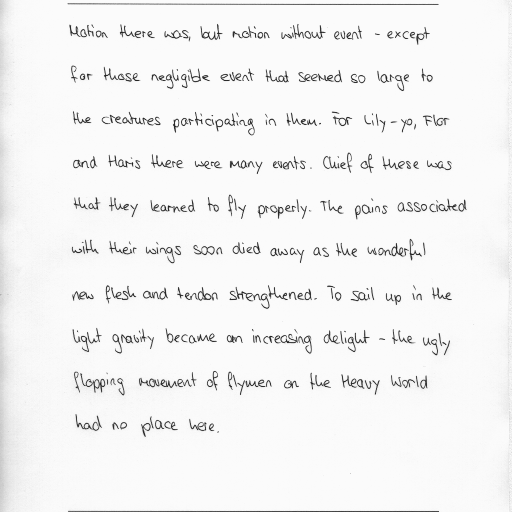 Motion there was, but motion without event - except
for those negligible event that seemed so large to
the creatures participating in them. For Lily-yo, Flor
and Haris there were many events. Chief of these was
that they learned to fly properly. The pains associated
with their wings soon died away as the wonderful
new flesh and tendon strengthened. To sail up in the
light gravity became an increasing delight - the ugly
flopping movement of flymen on the Heavy World
had no place here.